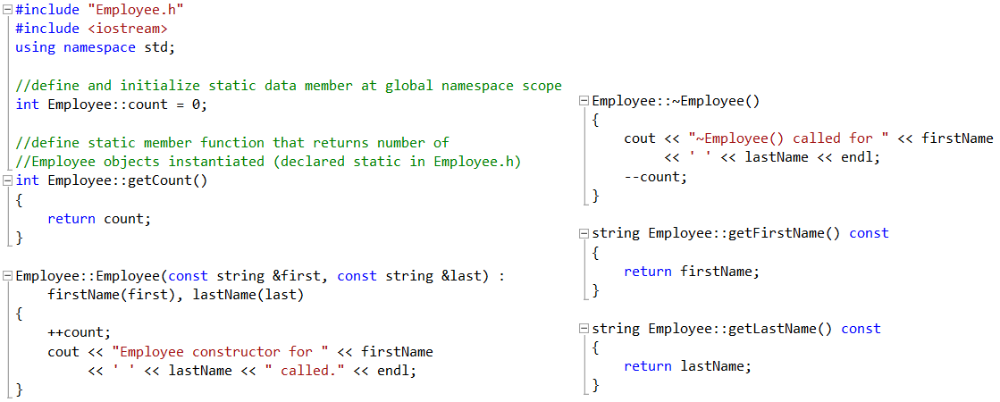 #include "Employee.h"
#include <iostream>
using namespace std;
//define and initialize static data member at global namespace scope
int Employee::count = 0;
//define static member function that returns number of
//Employee objects instantiated (declared static in Employee.h)
int Employee::getCount()
{
    return count;
}
Employee::Employee(const string &first, const string &last) :
    firstName(first), lastName(last)
{
    ++count;
    cout << "Employee constructor for " << firstName
         << ' ' << lastName << " called." << endl;
}
Employee::~Employee()
{
    cout << "~Employee() called for " << firstName
         << ' ' << lastName << endl;
    --count;
}
string Employee::getFirstName() const
{
    return firstName;
}
string Employee::getLastName() const
{
    return lastName;
}